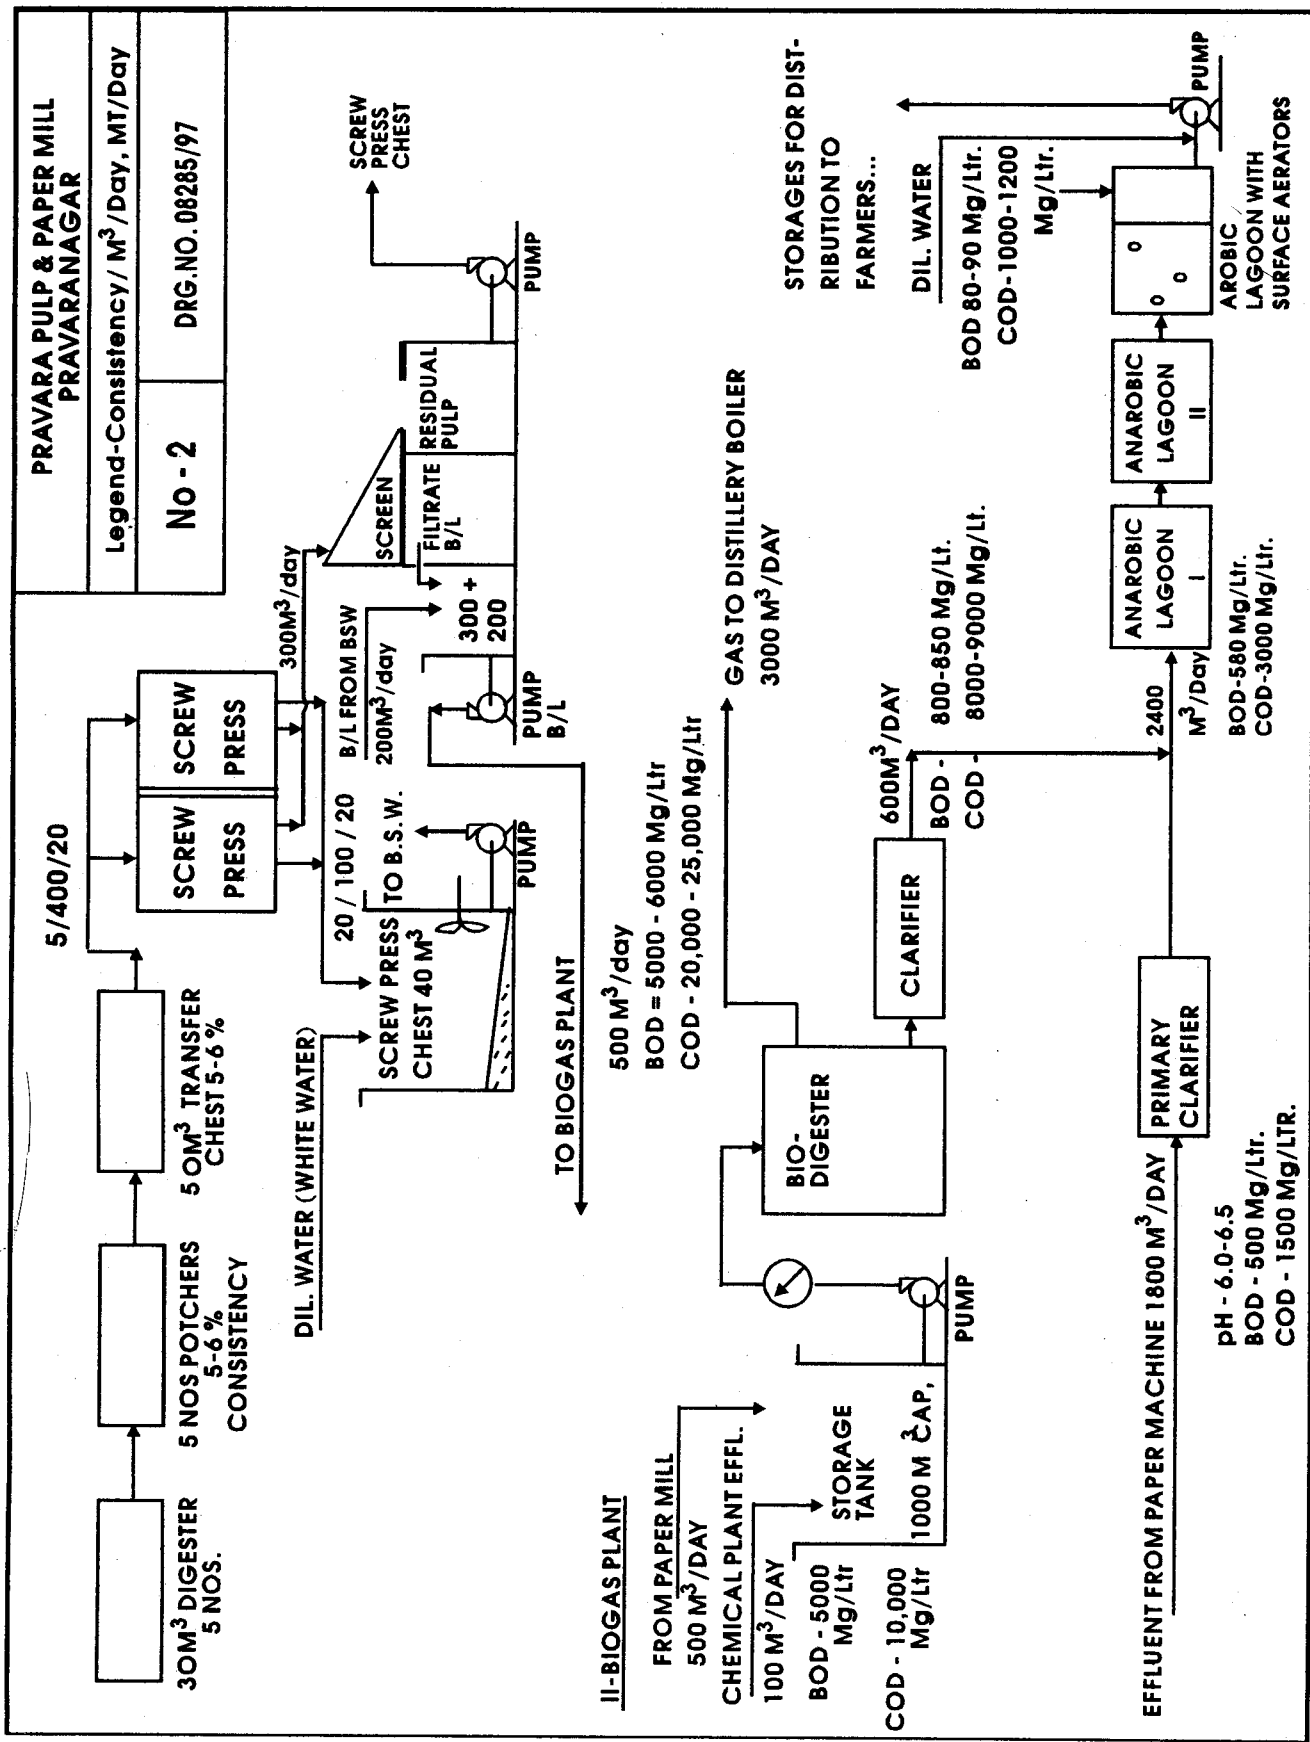 PRAVARA PULP & PAPER MILL
PRAVARANAGAR
Legend-Consistency/ M³/Day, MT/Day
No - 2
DRG.NO. 08285/97
30M³ DIGESTER
5 NOS.
5 NOS POTCHERS
5-6%
CONSISTENCY
50M³ TRANSFER
CHEST 5-6%
5/400/20
SCREW
PRESS
SCREW
PRESS
300M³/day
DIL. WATER (WHITE WATER)
20 / 100 / 20
SCREW PRESS
CHEST 40 M³
TO B.S.W.
PUMP
B/L FROM BSW
200M³/day
300 +
200
PUMP
B/L
SCREEN
FILTRATE
B/L
RESIDUAL
PULP
PUMP
SCREW
PRESS
CHEST
TO BIOGAS PLANT
II-BIOGAS PLANT
FROM PAPER MILL
500 M³/DAY
CHEMICAL PLANT EFFL.
100 M³/DAY
BOD - 5000
Mg/Ltr
COD - 10,000
Mg/Ltr
STORAGE
TANK
1000 M³ CAP,
PUMP
BIO-
DIGESTER
500 M³/day
BOD = 5000 - 6000 Mg/Ltr
COD - 20,000 - 25,000 Mg/Ltr
GAS TO DISTILLERY BOILER
3000 M³/DAY
CLARIFIER
600M³/DAY
BOD - 800-850 Mg/Lt.
COD - 8000-9000 Mg/Lt.
EFFLUENT FROM PAPER MACHINE 1800 M³/DAY
pH - 6.0-6.5
BOD - 500 Mg/Ltr.
COD - 1500 Mg/LTR.
PRIMARY
CLARIFIER
2400
M³/Day
BOD-580 Mg/Ltr.
COD-3000 Mg/Ltr.
ANAROBIC
LAGOON
I
ANAROBIC
LAGOON
II
AROBIC
LAGOON WITH
SURFACE AERATORS
BOD 80-90 Mg/Ltr.
COD-1000-1200
Mg/Ltr.
DIL. WATER
STORAGES FOR DIST-
RIBUTION TO
FARMERS...
PUMP